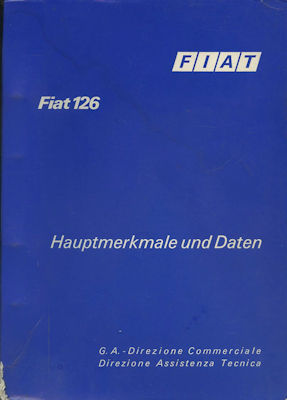 FIAT
Fiat 126
Hauptmerkmale und Daten
G. A. - Direzione Commerciale
Direzione Assistenza Tecnica